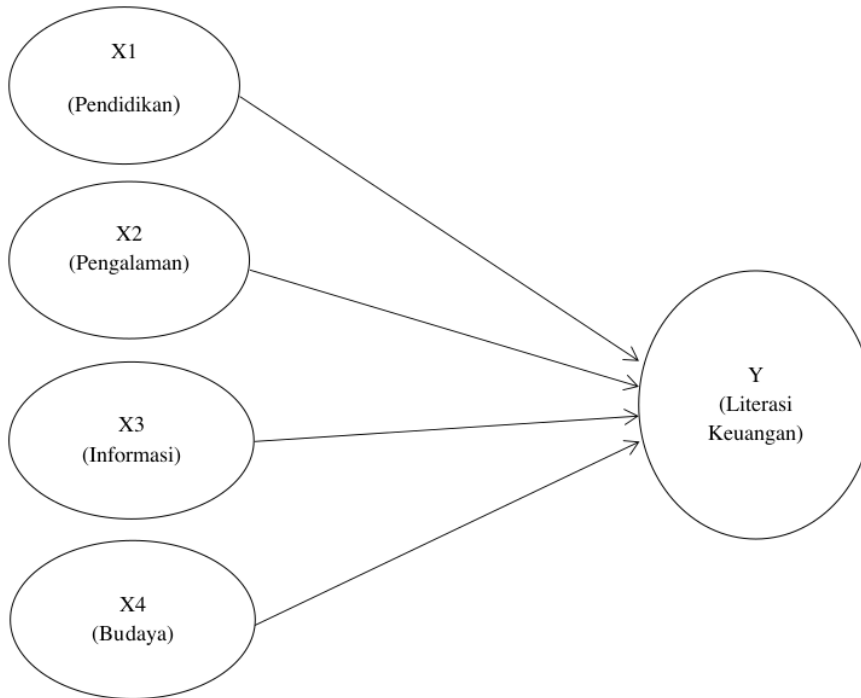 X1
(Pendidikan)
X2
(Pengalaman)
X3
(Informasi)
X4
(Budaya)
Y
(Literasi
Keuangan)